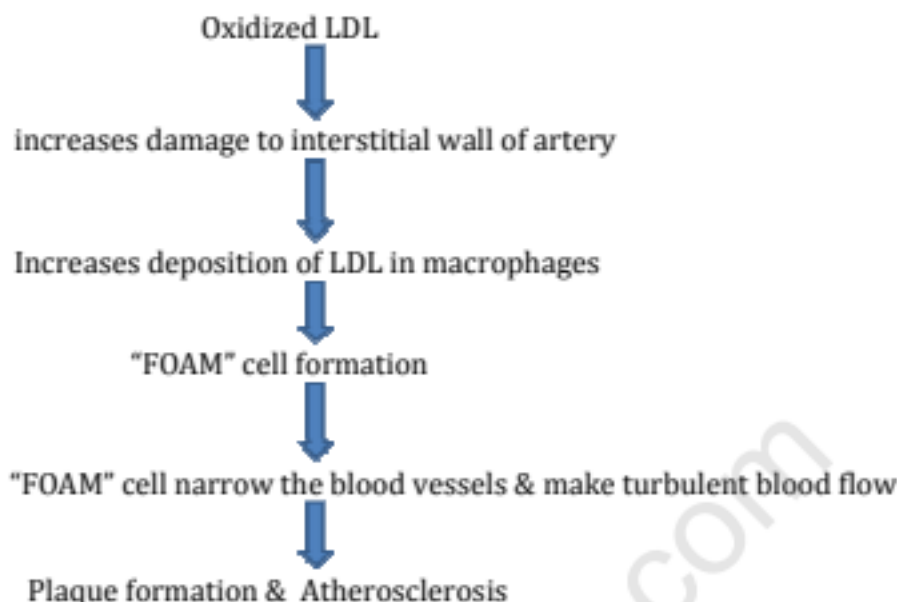 Oxidized LDL
increases damage to interstitial wall of artery
Increases deposition of LDL in macrophages
“FOAM” cell formation
“FOAM” cell narrow the blood vessels & make turbulent blood flow
Plaque formation & Atherosclerosis
com